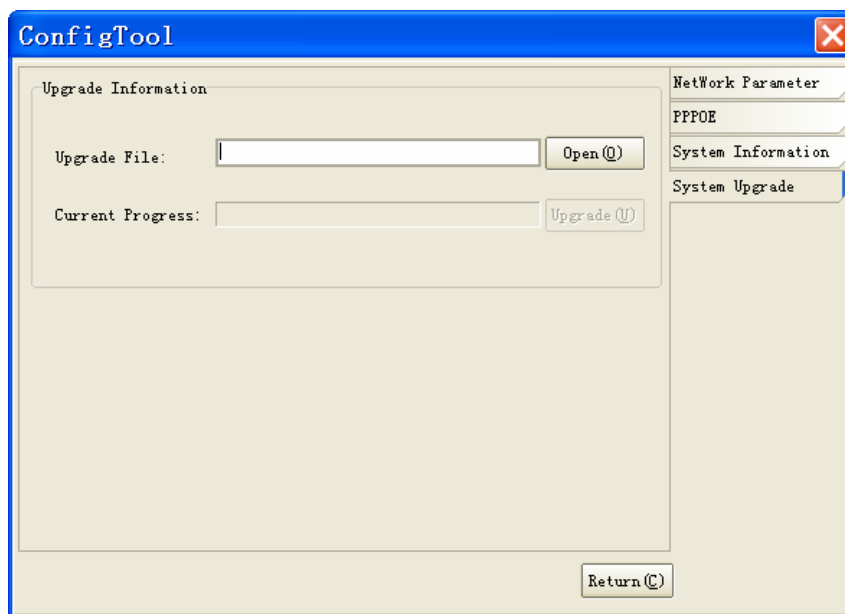 ConfigTool
Upgrade Information
Upgrade File:
Open(O)
Current Progress:
Upgrade(U)
NetWork Parameter
PPPOE
System Information
System Upgrade
Return(C)